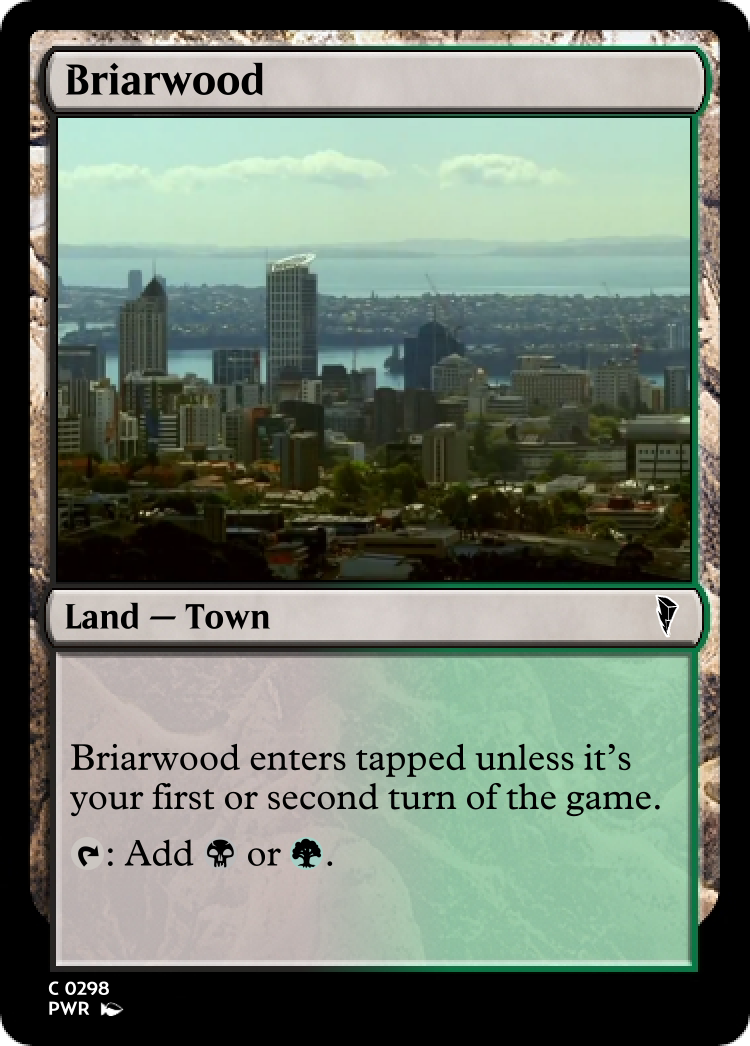 Briarwood
Land — Town
Briarwood enters tapped unless it's
your first or second turn of the game.
: Add or .
C 0298
PWR